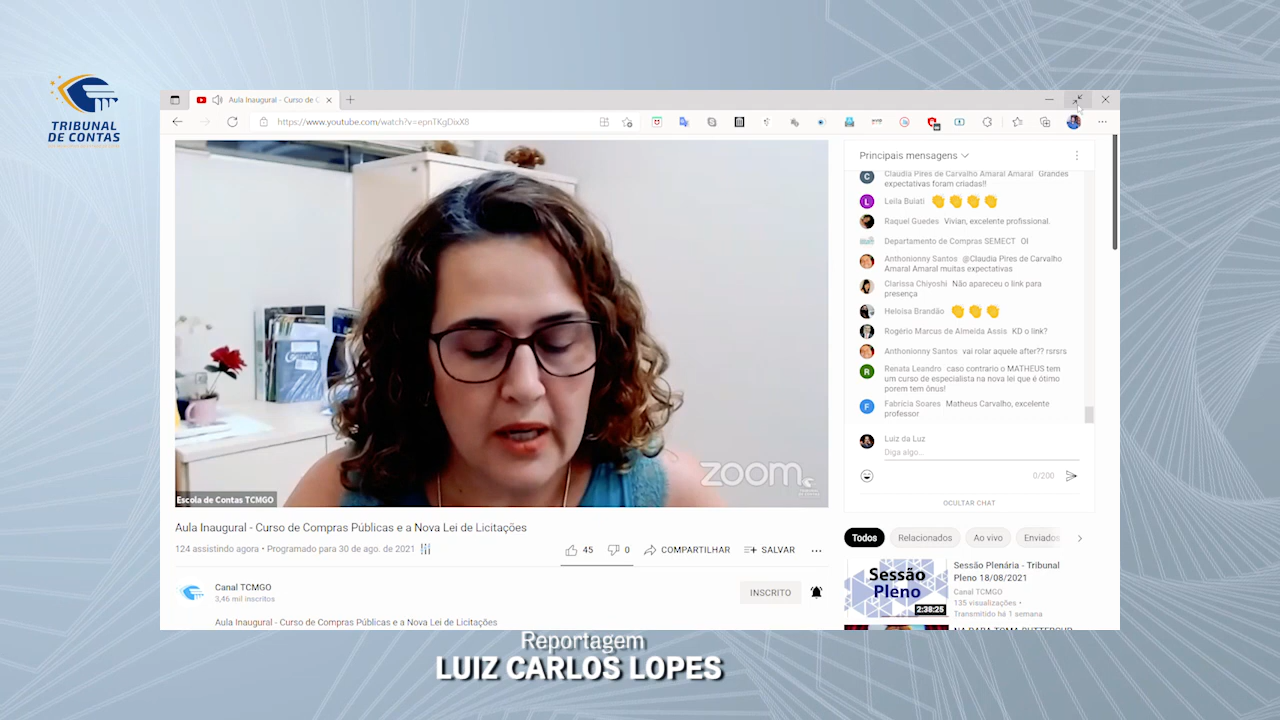 TRIBUNAL
DE CONTAS
Aula Inaugural - Curso de C
https://www.youtube.com/watch?v=epnTKgDixX8
zoom
Escola de Contas TCMGO
Principais mensagens
Claudia Pires de Carvalho Amaral Amaral Grandes
expectativas foram criadas!!
Leila Buiati
Raquel Guedes Vivian, excelente profissional.
Departamento de Compras SEMECT OI
Anthonionny Santos @Claudia Pires de Carvalho
Amaral Amaral muitas expectativas
Clarissa Chiyoshi Não apareceu o link para
presença
Heloisa Brandão
Rogério Marcus de Almeida Assis KD o link?
Anthonionny Santos vai rolar aquele after?? rsrsrs
Renata Leandro caso contrario o MATHEUS tem
um curso de especialista na nova lei que é ótimo
porem tem ônus!
Fabrícia Soares Matheus Carvalho, excelente
professor
Luiz da Luz
Diga algo...
0/200
OCULTAR CHAT
Aula Inaugural - Curso de Compras Públicas e a Nova Lei de Licitações
124 assistindo agora • Programado para 30 de ago. de 2021
45
0
COMPARTILHAR
SALVAR
Canal TCMGO
3,46 mil inscritos
INSCRITO
Aula Inaugural - Curso de Compras Públicas e a Nova Lei de Licitações
Todos
Relacionados
Ao vivo
Enviados
Sessão
Pleno
2:38:25
Sessão Plenária - Tribunal
Pleno 18/08/2021
Canal TCMGO
135 visualizações •
Transmitido há 1 semana
Reportagem
LUIZ CARLOS LOPES